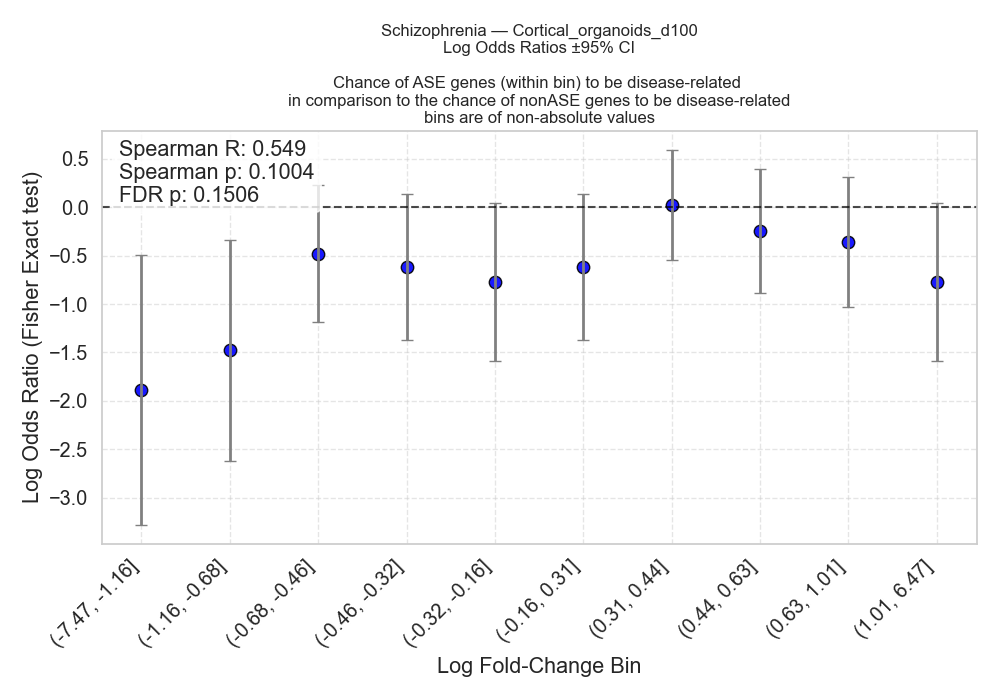 Schizophrenia — Cortical_organoids_d100
Log Odds Ratios ±95% CI
Chance of ASE genes (within bin) to be disease-related
in comparison to the chance of nonASE genes to be disease-related
bins are of non-absolute values
Spearman R: 0.549
Spearman p: 0.1004
FDR p: 0.1506
Log Odds Ratio (Fisher Exact test)
0.5
0.0
−0.5
−1.0
−1.5
−2.0
−2.5
−3.0
(-7.47, -1.16]
(-1.16, -0.68]
(-0.68, -0.46]
(-0.46, -0.32]
(-0.32, -0.16]
(-0.16, 0.31]
(0.31, 0.44]
(0.44, 0.63]
(0.63, 1.01]
(1.01, 6.47]
Log Fold-Change Bin